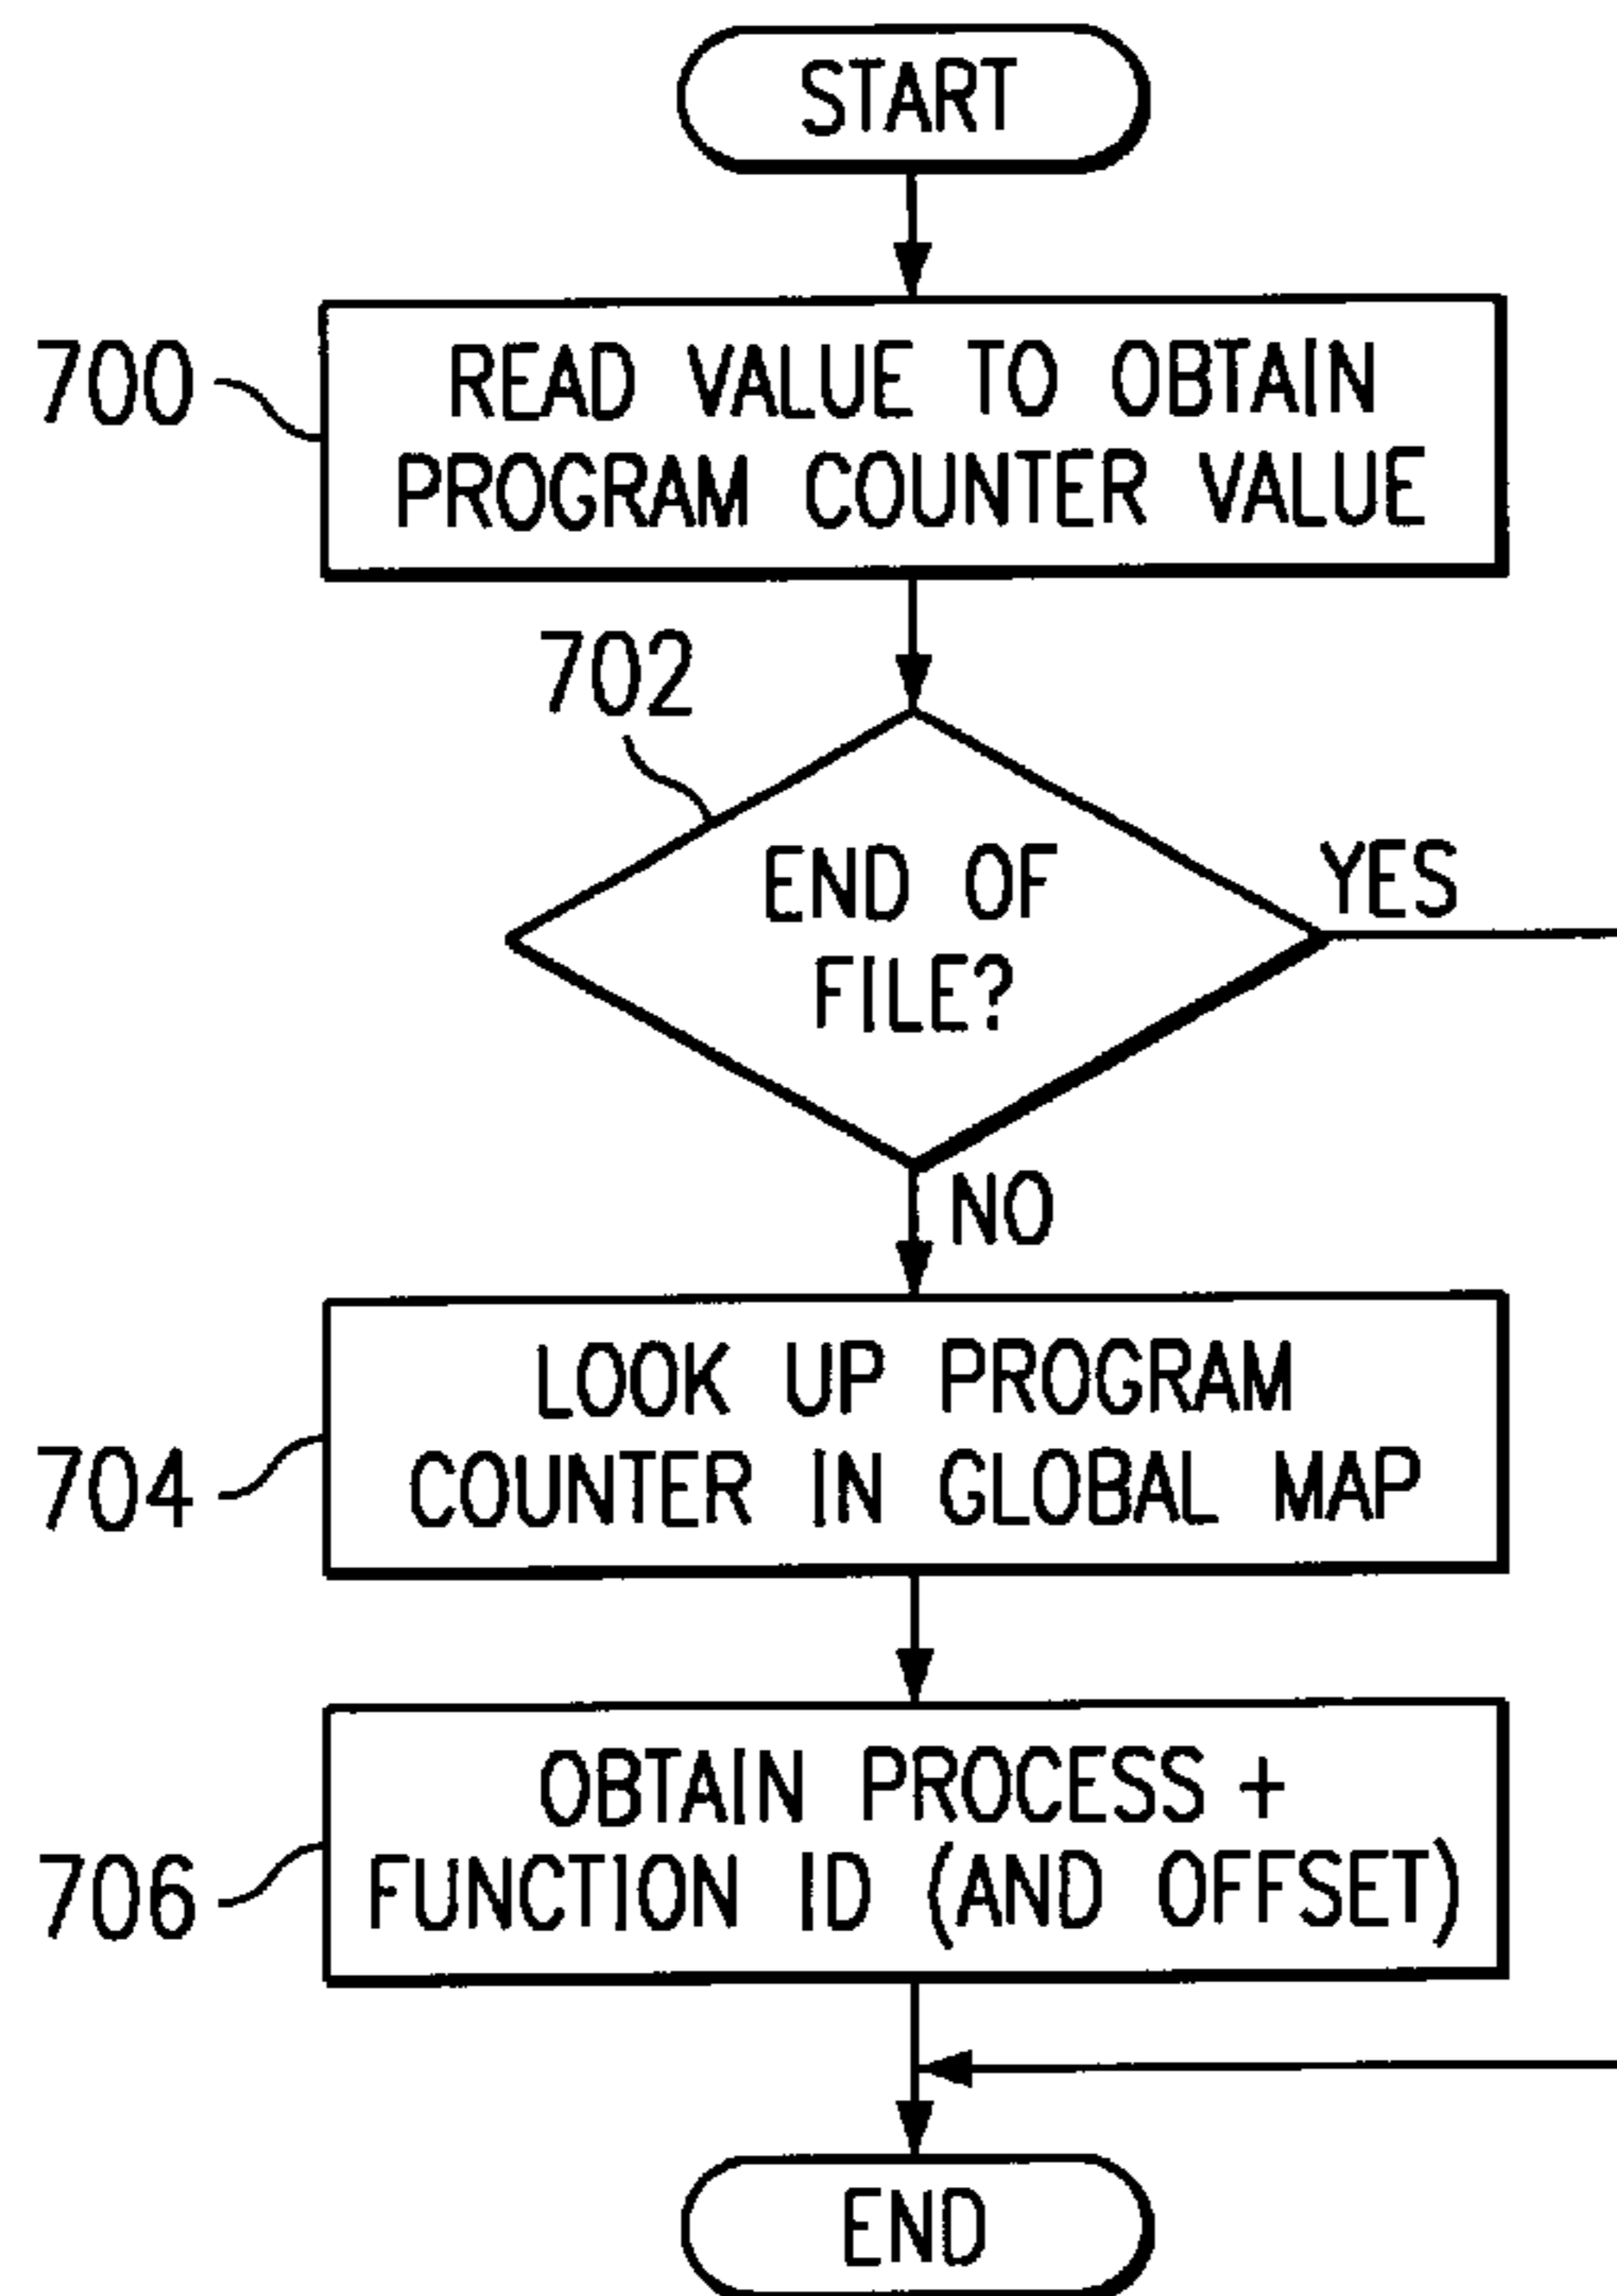 START
700
READ VALUE TO OBTAIN
PROGRAM COUNTER VALUE
702
END OF
FILE?
YES
NO
704
LOOK UP PROGRAM
COUNTER IN GLOBAL MAP
706
OBTAIN PROCESS +
FUNCTION ID (AND OFFSET)
END